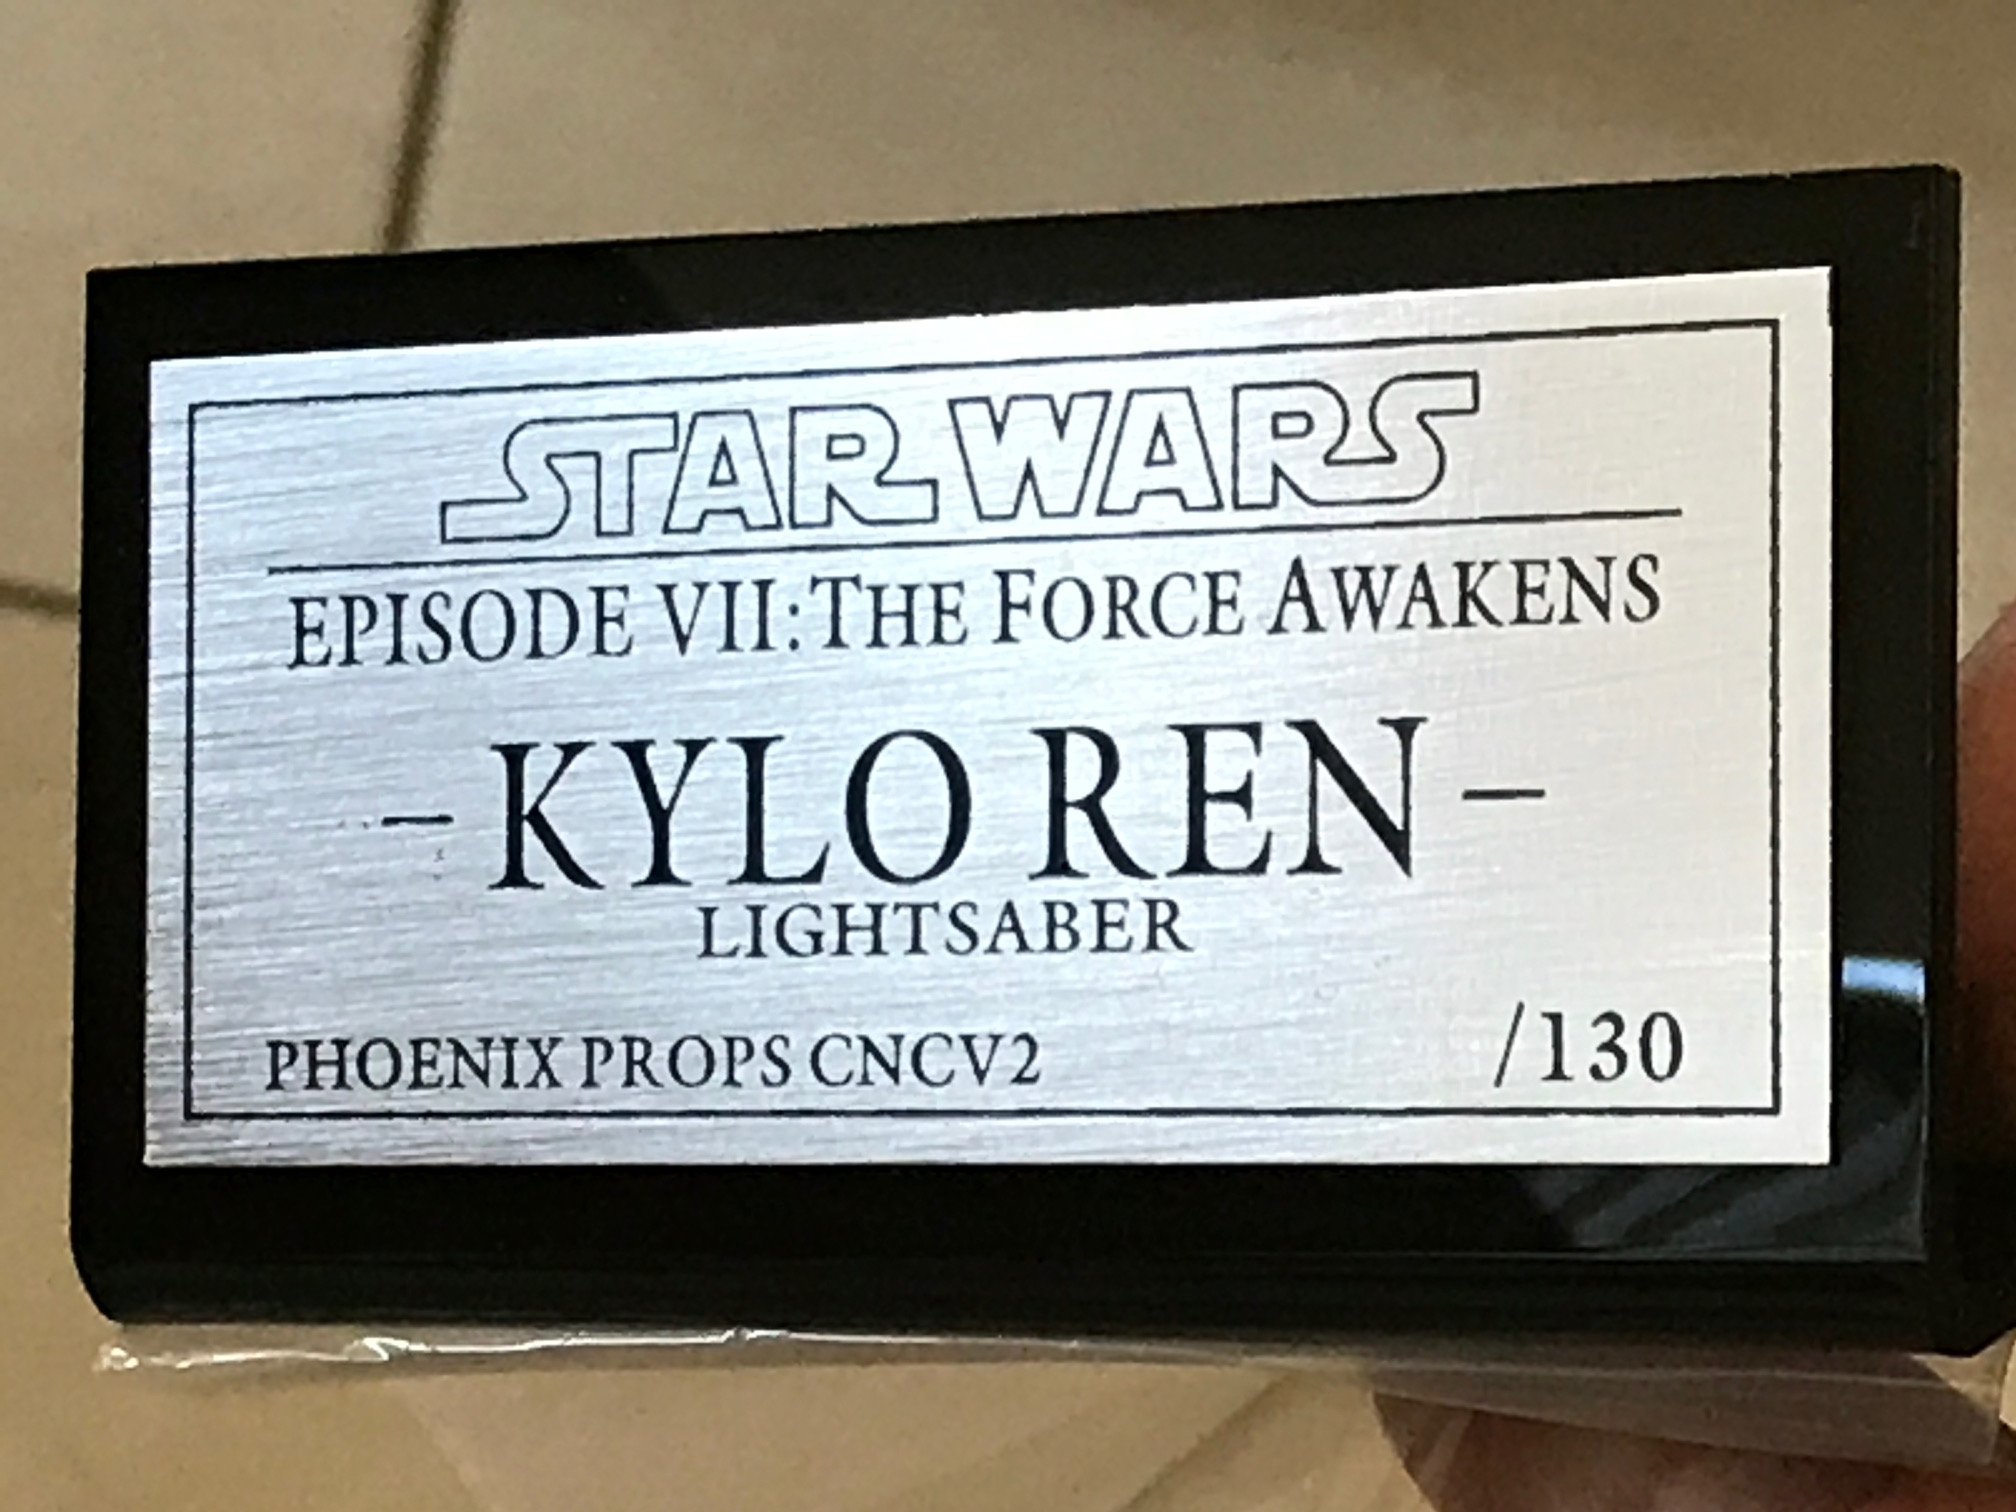 STAR WARS
EPISODE VII: THE FORCE AWAKENS
– KYLO REN –
LIGHTSABER
PHOENIX PROPS CNCV2 /130